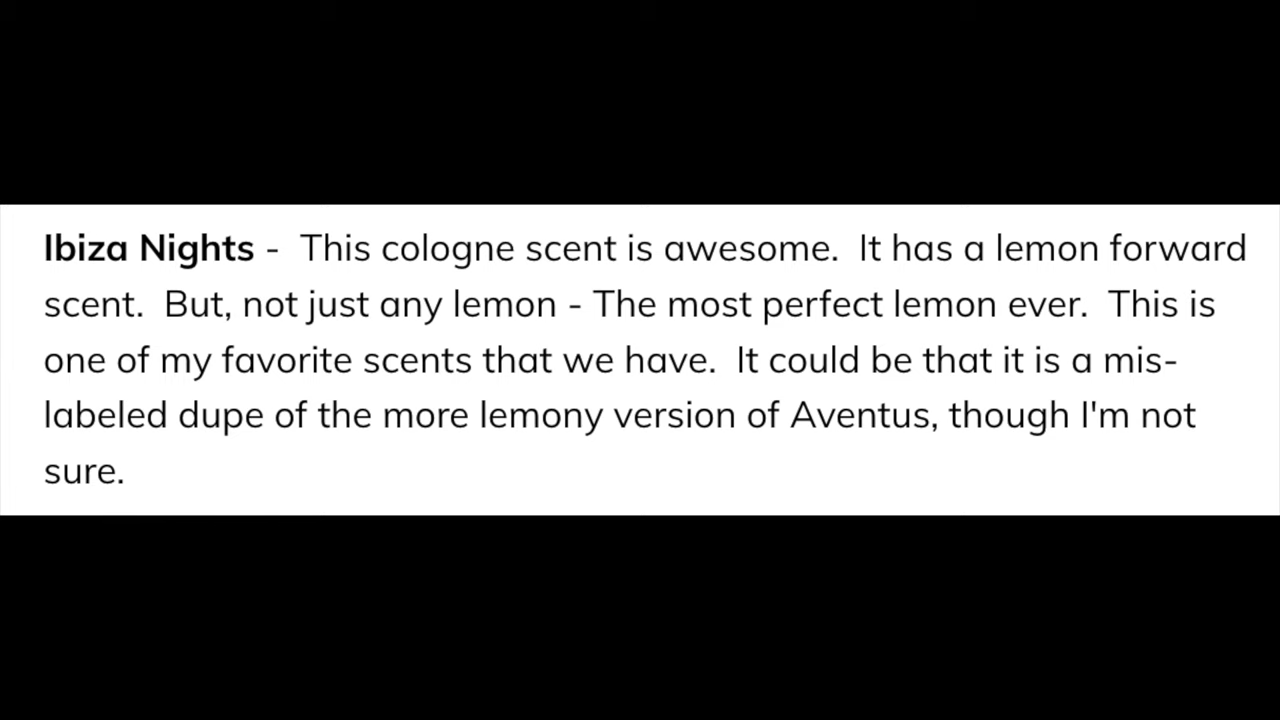 Ibiza Nights -  This cologne scent is awesome.  It has a lemon forward
scent.  But, not just any lemon - The most perfect lemon ever.  This is
one of my favorite scents that we have.  It could be that it is a mis-
labeled dupe of the more lemony version of Aventus, though I'm not
sure.